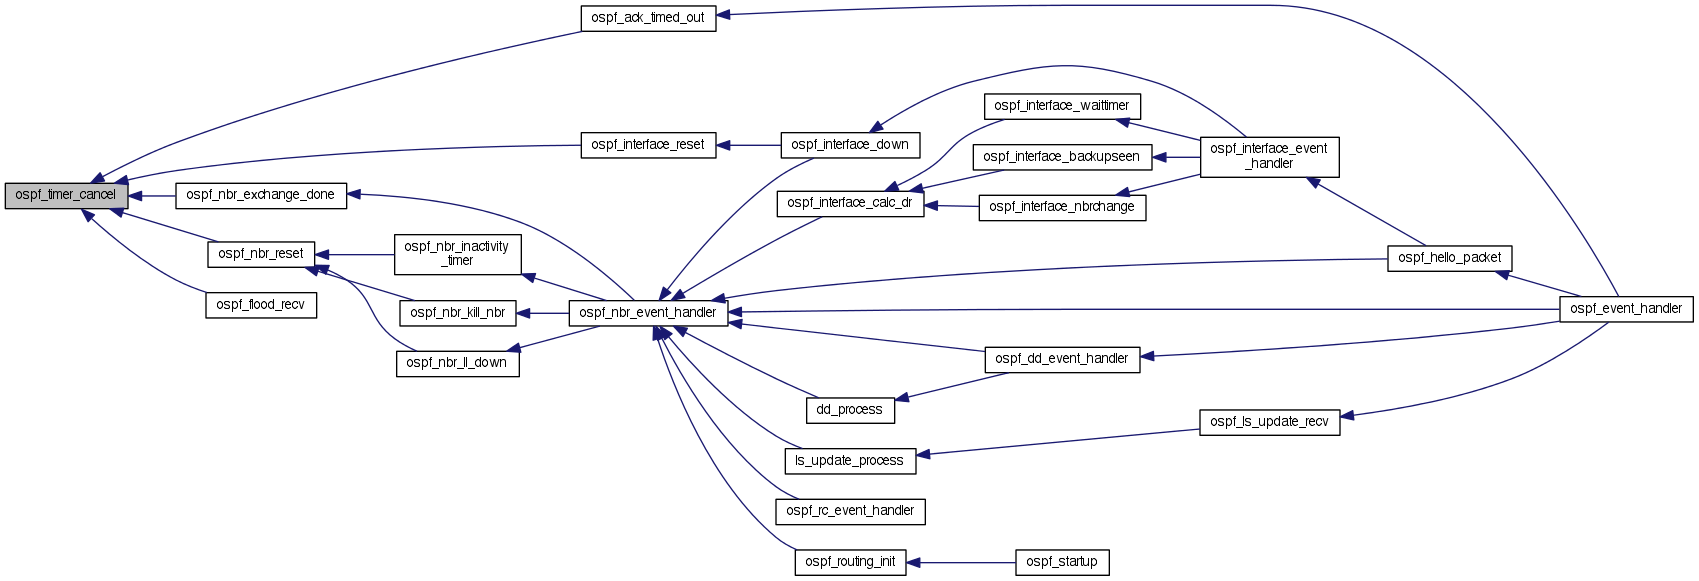 ospf_ack_timed_out
ospf_interface_waittimer
ospf_interface_reset
ospf_interface_down
ospf_interface_event
_handler
ospf_interface_backupseen
ospf_timer_cancel
ospf_nbr_exchange_done
ospf_interface_calc_dr
ospf_interface_nbrchange
ospf_nbr_reset
ospf_nbr_inactivity
_timer
ospf_hello_packet
ospf_flood_recv
ospf_nbr_kill_nbr
ospf_nbr_event_handler
ospf_event_handler
ospf_nbr_ll_down
ospf_dd_event_handler
dd_process
ospf_ls_update_recv
ls_update_process
ospf_rc_event_handler
ospf_routing_init
ospf_startup